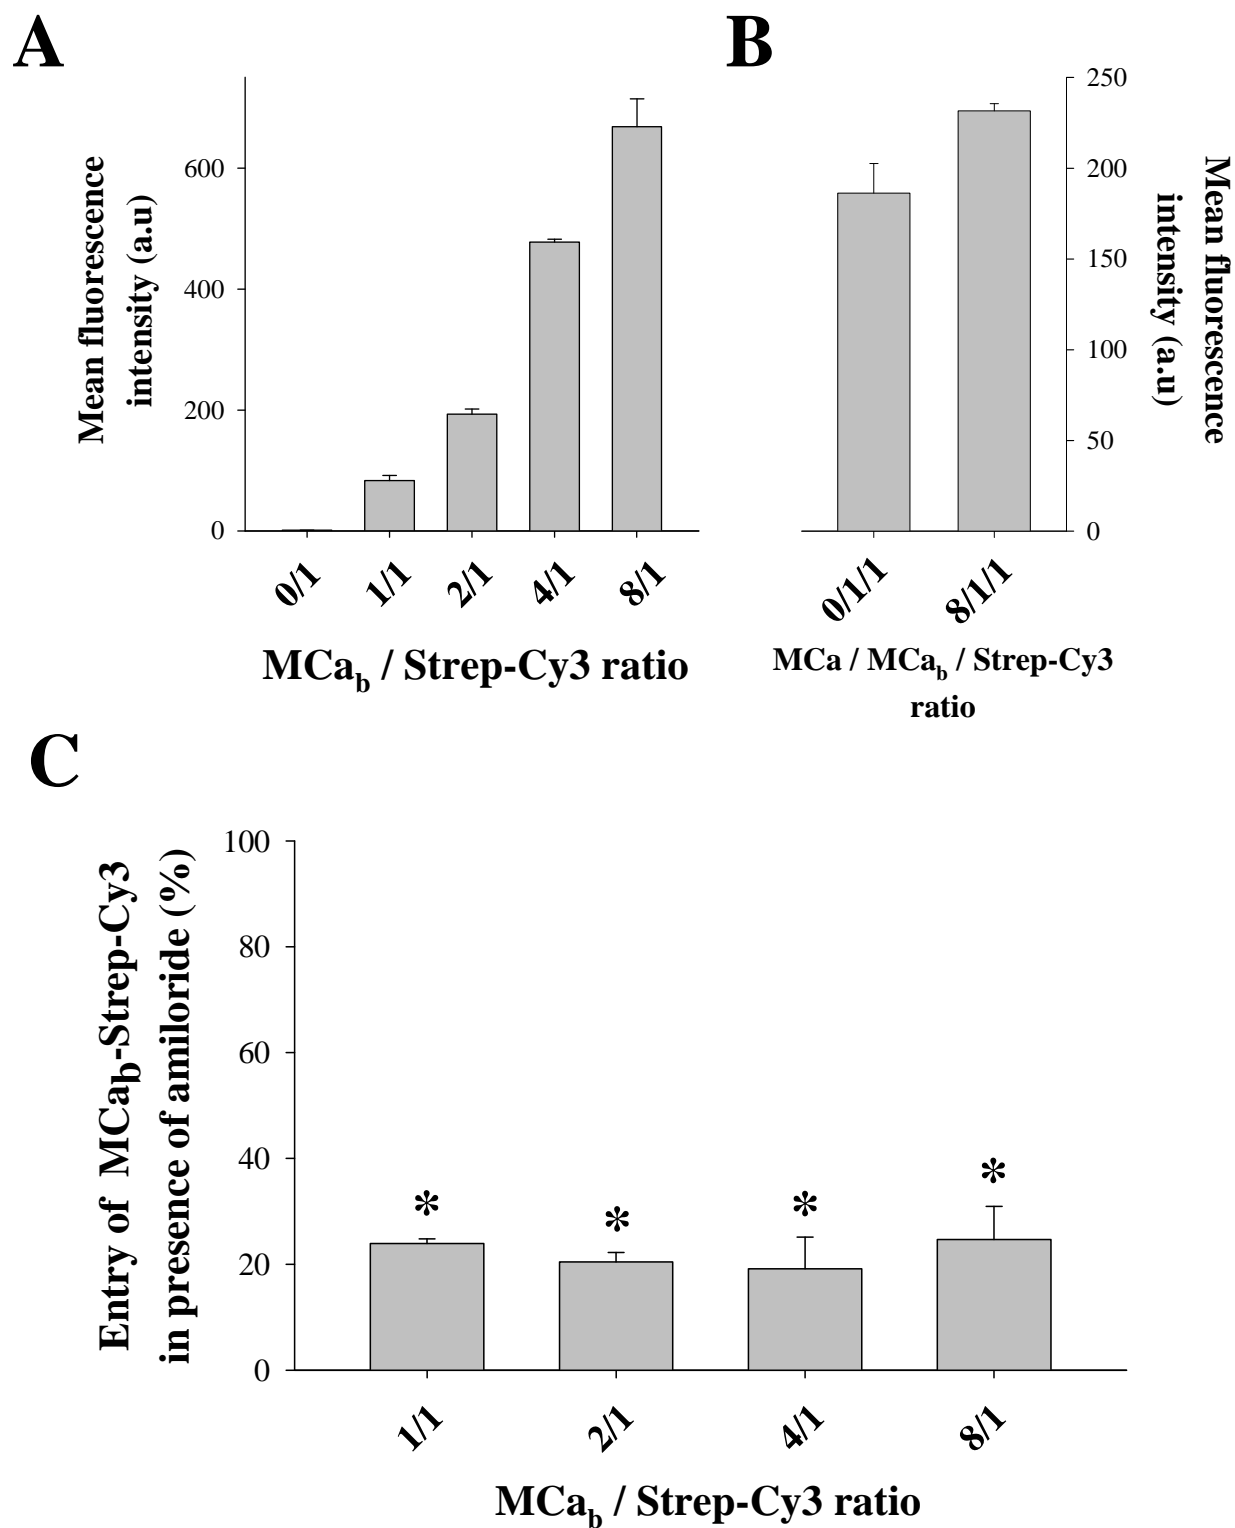 A
Mean fluorescence
intensity (a.u)
600
400
200
0
0/1
1/1
2/1
4/1
8/1
MCab / Strep-Cy3 ratio
B
250
200
150
100
50
0
Mean fluorescence
intensity (a.u)
0/1/1
8/1/1
MCa / MCab / Strep-Cy3
ratio
C
Entry of MCab-Strep-Cy3
in presence of amiloride (%)
100
80
60
40
20
0
*
*
*
*
1/1
2/1
4/1
8/1
MCab / Strep-Cy3 ratio